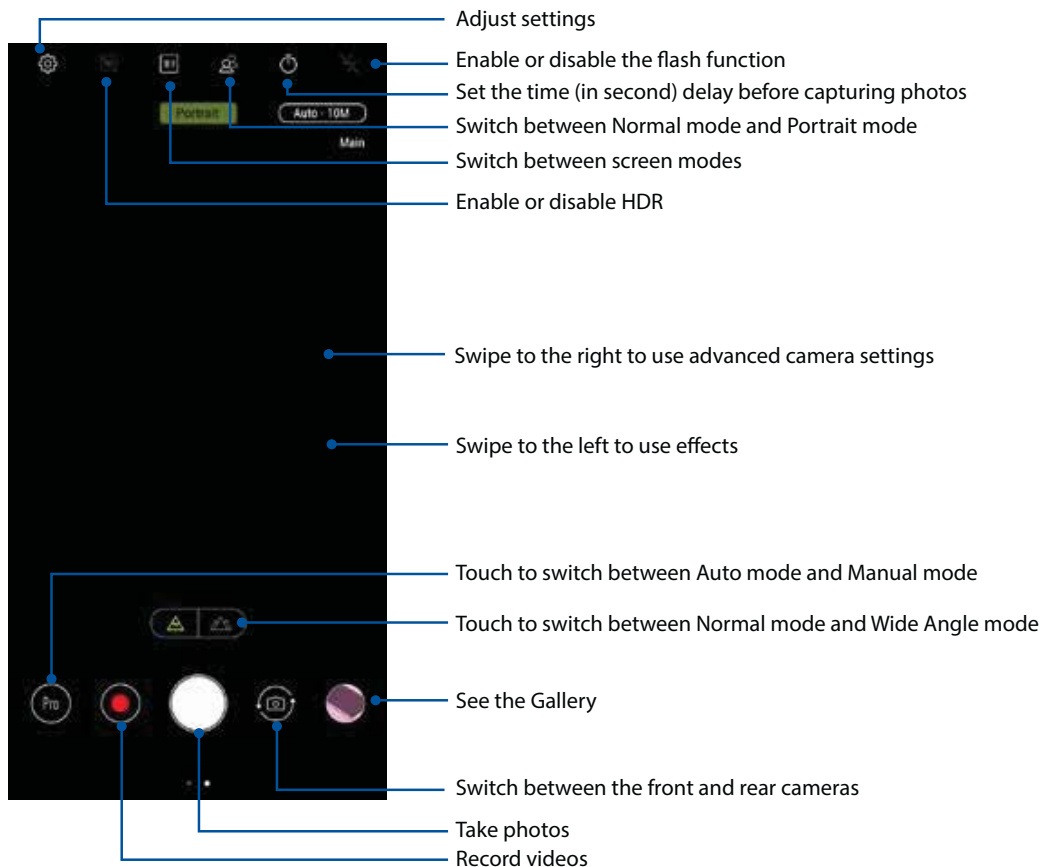 Adjust settings
Enable or disable the flash function
Set the time (in second) delay before capturing photos
Portrait
Auto - 10M
Switch between Normal mode and Portrait mode
Main
Switch between screen modes
Enable or disable HDR
Swipe to the right to use advanced camera settings
Swipe to the left to use effects
Touch to switch between Auto mode and Manual mode
Touch to switch between Normal mode and Wide Angle mode
Pro
See the Gallery
Switch between the front and rear cameras
Take photos
Record videos